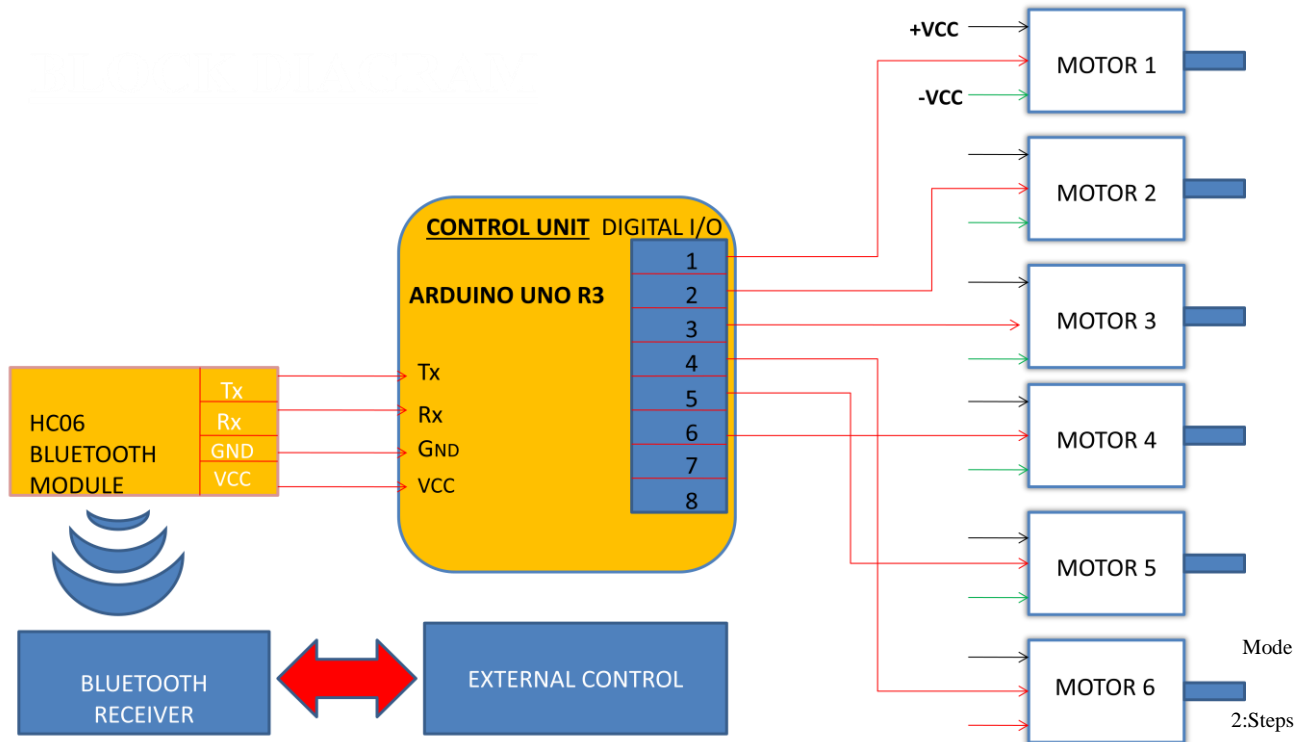 +VCC
MOTOR 1
-VCC
MOTOR 2
CONTROL UNIT DIGITAL I/O
1
ARDUINO UNO R3
2
3
4
5
6
7
8
MOTOR 3
Tx
Rx
GND
VCC
HC06
BLUETOOTH
MODULE
Tx
Rx
GND
VCC
MOTOR 4
MOTOR 5
BLUETOOTH
RECEIVER
EXTERNAL CONTROL
MOTOR 6
Mode
2:Steps